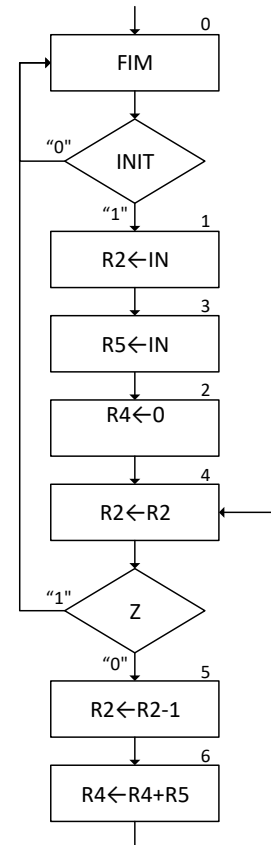 0
FIM
INIT
“0"
“1"
1
R2←IN
3
R5←IN
2
R4←0
4
R2←R2
Z
“1"
“0"
5
R2←R2-1
6
R4←R4+R5